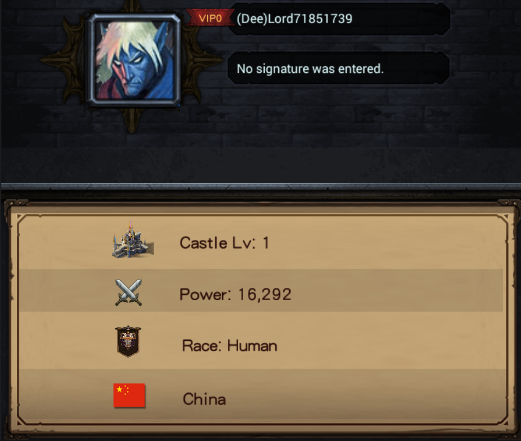 VIP0
(Dee)Lord71851739
No signature was entered.
Castle Lv: 1
Power: 16,292
Race: Human
China